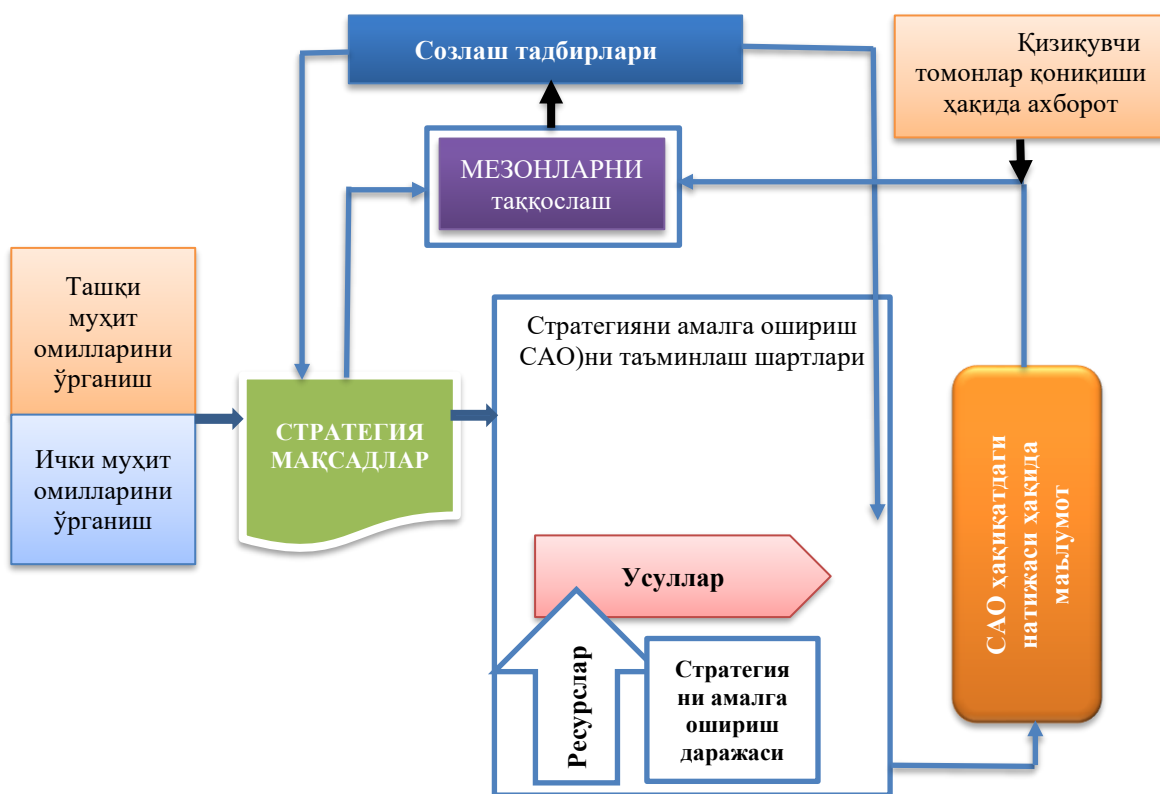 Созлаш тадбирлари
Қизиқувчи
томонлар қониқиши
ҳақида ахборот
МЕЗОНЛАРНИ
таққослаш
Ташқи
муҳит
омилларини
ўрганиш
Ички муҳит
омилларини
ўрганиш
СТРАТЕГИЯ
МАҚСАДЛАР
Стратегияни амалга ошириш
САО)ни таъминлаш шартлари
Усуллар
Ресурслар
Стратегия
ни амалга
ошириш
даражаси
САО ҳақиқатдаги
натижаси ҳақида
маълумот